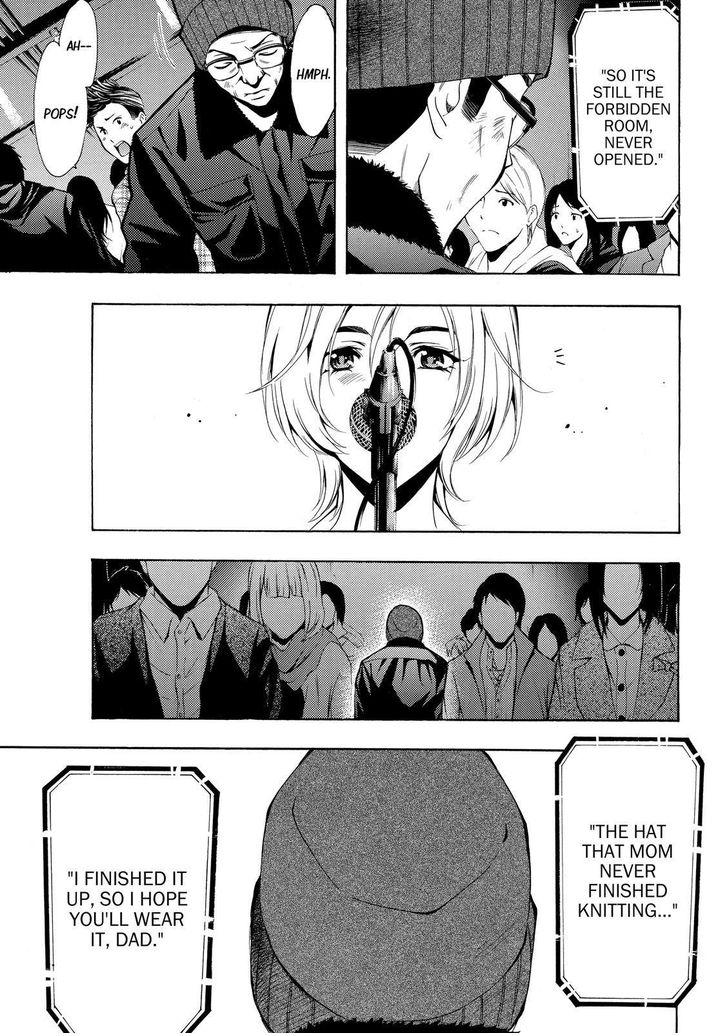 "SO IT'S
STILL THE
FORBIDDEN
ROOM,
NEVER
OPENED."
HMPH.
AH--
POPS!
"THE HAT
THAT MOM
NEVER
FINISHED
KNITTING..."
"I FINISHED IT
UP, SO I HOPE
YOU'LL WEAR
IT, DAD."